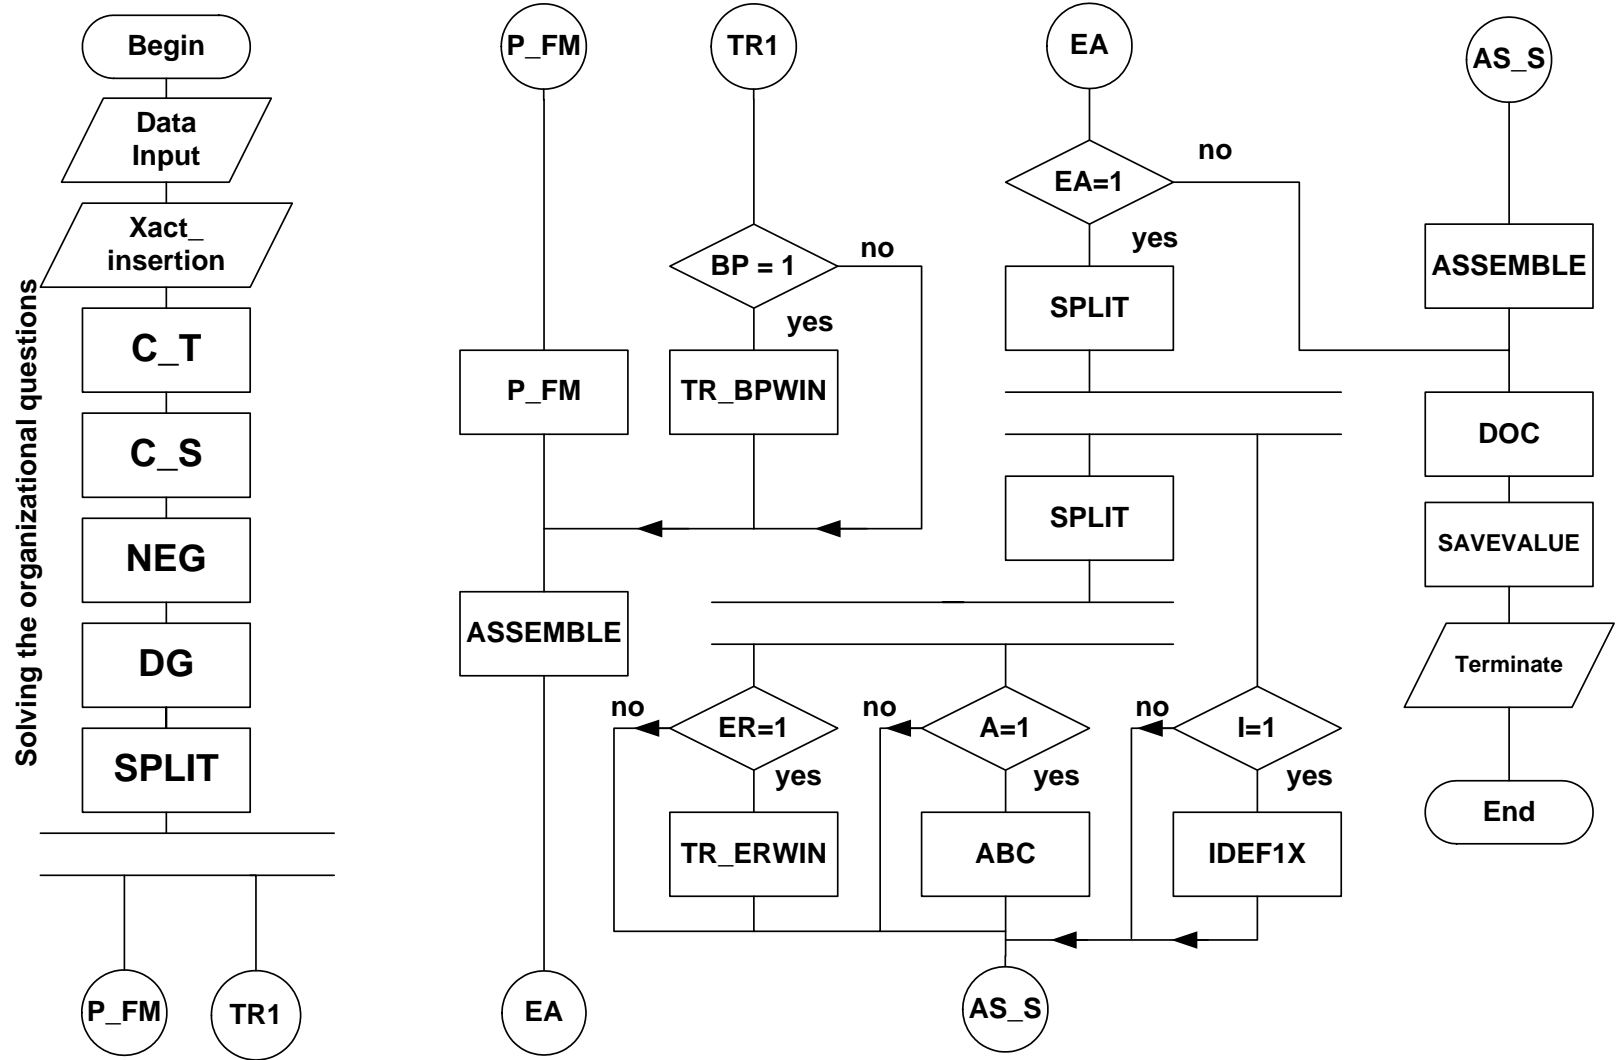 Begin
Data
Input
Xact_
insertion
C_T
C_S
NEG
DG
SPLIT
P_FM
TR1
Solving the organizational questions
P_FM
P_FM
ASSEMBLE
EA
TR1
BP = 1
no
yes
TR_BPWIN
EA
EA=1
no
yes
SPLIT
SPLIT
no
ER=1
yes
TR_ERWIN
no
A=1
yes
ABC
no
I=1
yes
IDEF1X
AS_S
AS_S
ASSEMBLE
DOC
SAVEVALUE
Terminate
End